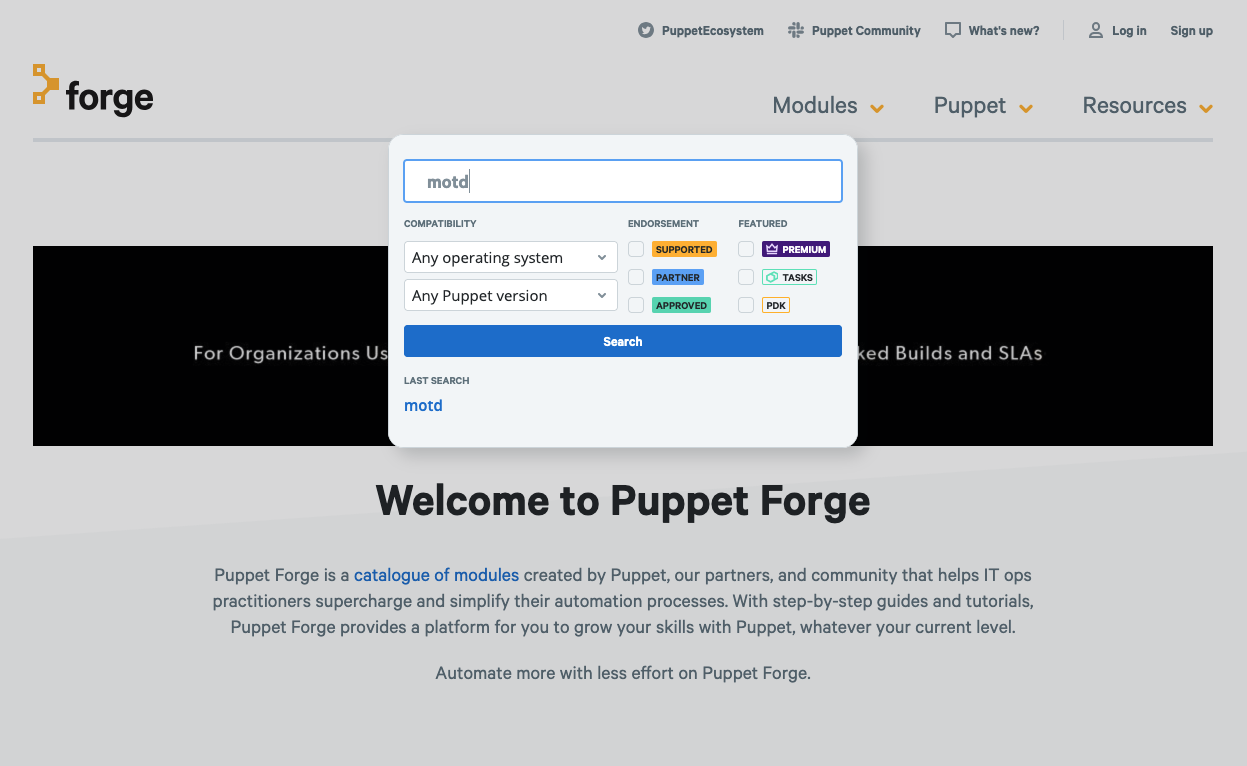 PuppetEcosystem Puppet Community What's new? Log in Sign up
forge
Modules Puppet Resources
motd
COMPATIBILITY ENDORSEMENT FEATURED
Any operating system SUPPORTED PREMIUM
PARTNER TASKS
Any Puppet version APPROVED PDK
Search
For Organizations Us ked Builds and SLAs
LAST SEARCH
motd
Welcome to Puppet Forge
Puppet Forge is a catalogue of modules created by Puppet, our partners, and community that helps IT ops
practitioners supercharge and simplify their automation processes. With step-by-step guides and tutorials,
Puppet Forge provides a platform for you to grow your skills with Puppet, whatever your current level.
Automate more with less effort on Puppet Forge.